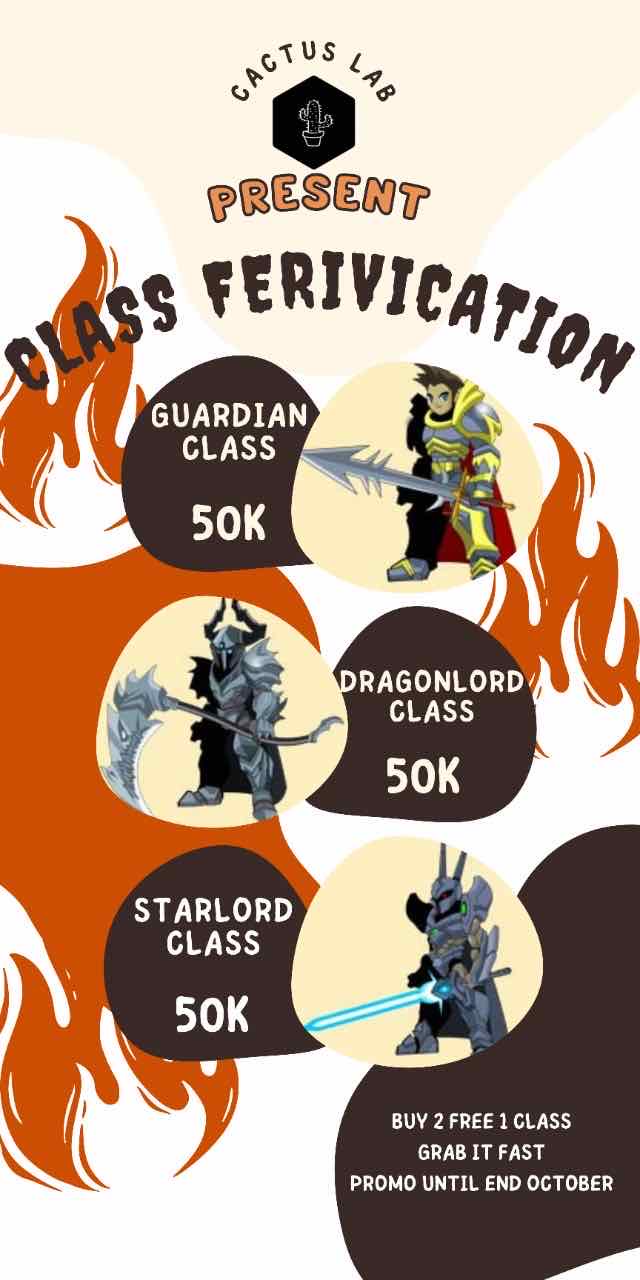 CACTUS LAB
PRESENT
CLASS FERIVICATION
GUARDIAN
CLASS
50K
DRAGONLORD
CLASS
50K
STARLORD
CLASS
50K
BUY 2 FREE 1 CLASS
GRAB IT FAST
PROMO UNTIL END OCTOBER